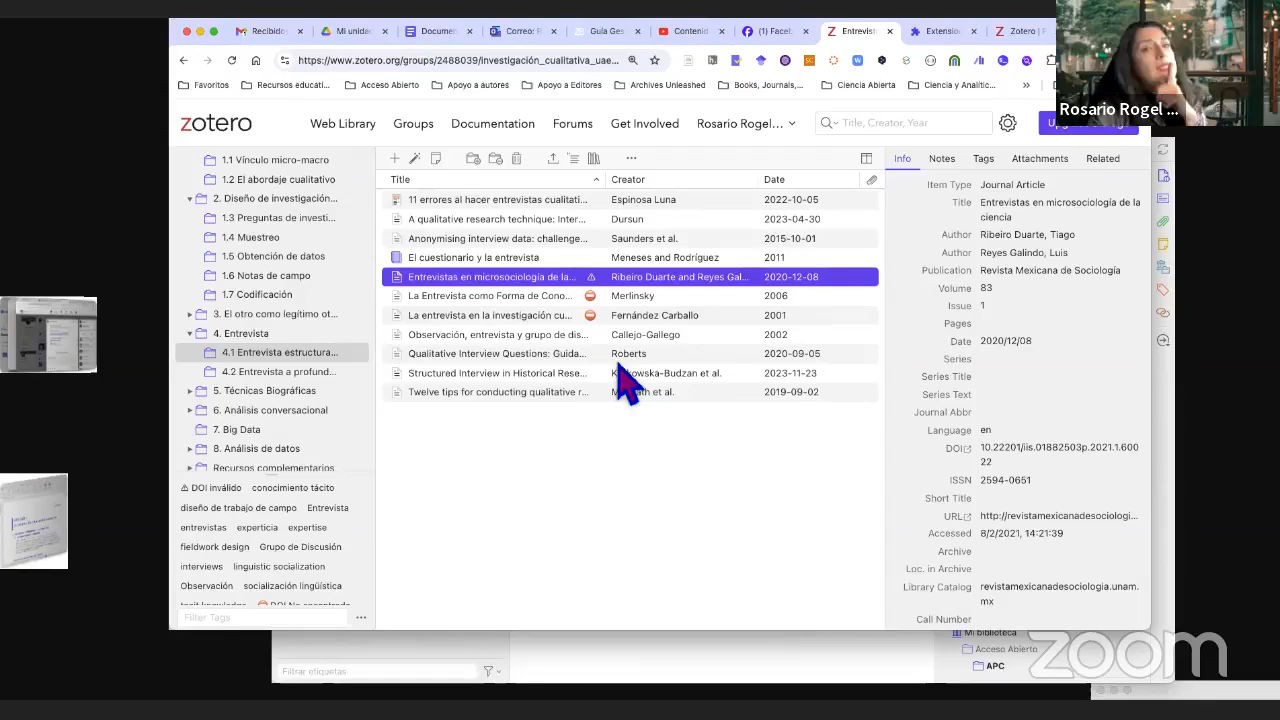 Recibidos
Mi unidad
Document
Correo: R
Guía Ges
Contenid
(1) Faceb
Entrevist
Extensio
Zotero |
https://www.zotero.org/groups/2488039/investigación_cualitativa_uae...
Favoritos
Recursos educati...
Acceso Abierto
Apoyo a autores
Apoyo a Editores
Archives Unleashed
Books, Journals,...
Ciencia Abierta
Ciencia y Analític...
Rosario Rogel ...
zotero
Web Library
Groups
Documentation
Forums
Get Involved
Rosario Rogel...
Title, Creator, Year
1.1 Vínculo micro-macro
1.2 El abordaje cualitativo
2. Diseño de investigación...
1.3 Preguntas de investi...
1.4 Muestreo
1.5 Obtención de datos
1.6 Notas de campo
1.7 Codificación
3. El otro como legítimo ot...
4. Entrevista
4.1 Entrevista estructura...
4.2 Entrevista a profund...
5. Técnicas Biográficas
6. Análisis conversacional
7. Big Data
8. Análisis de datos
Recursos complementarios
DOI inválido conocimiento tácito
diseño de trabajo de campo Entrevista
entrevistas experticia expertise
fieldwork design Grupo de Discusión
interviews linguistic socialization
Observación socialización lingüística
tacit knowledge DOI No encontrado
Filter Tags
Title Creator Date
11 errores al hacer entrevistas cualitati... Espinosa Luna 2022-10-05
A qualitative research technique: Inter... Dursun 2023-04-30
Anonymising interview data: challenge... Saunders et al. 2015-10-01
El cuestionario y la entrevista Meneses and Rodríguez 2011
Entrevistas en microsociología de la... Ribeiro Duarte and Reyes Gal... 2020-12-08
La Entrevista como Forma de Cono... Merlinsky 2006
La entrevista en la investigación cu... Fernández Carballo 2001
Observación, entrevista y grupo de dis... Callejo-Gallego 2002
Qualitative Interview Questions: Guida... Roberts 2020-09-05
Structured Interview in Historical Rese... kowska-Budzan et al. 2023-11-23
Twelve tips for conducting qualitative r... et al. 2019-09-02
Info Notes Tags Attachments Related
Item Type Journal Article
Title Entrevistas en microsociología de la
ciencia
Author Ribeiro Duarte, Tiago
Author Reyes Galindo, Luis
Publication Revista Mexicana de Sociología
Volume 83
Issue 1
Pages
Date 2020/12/08
Series
Series Title
Series Text
Journal Abbr
Language en
DOI 10.22201/iis.01882503p.2021.1.600
22
ISSN 2594-0651
Short Title
URL http://revistamexicanadesociologi...
Accessed 8/2/2021, 14:21:39
Archive
Loc. in Archive
Library Catalog revistamexicanadesociologia.unam.
mx
Call Number
Filtrar etiquetas
Mi biblioteca
Acceso Abierto
APC
zoom